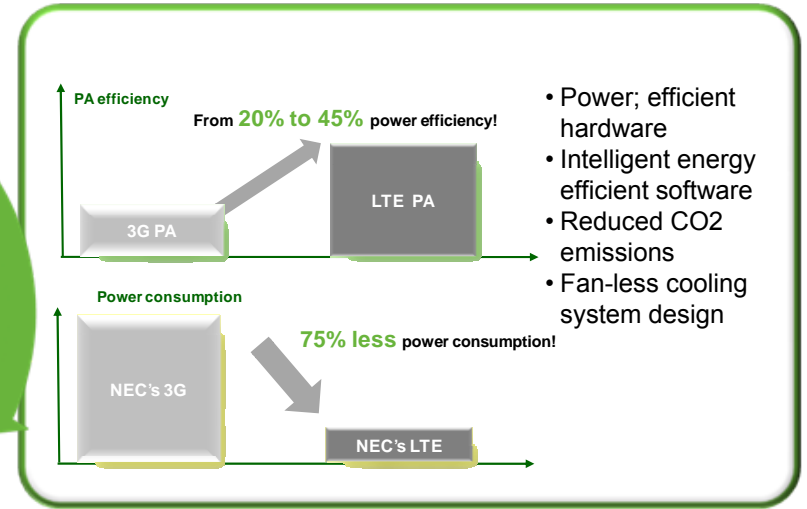 PA efficiency
From 20% to 45% power efficiency!
3G PA
LTE PA
Power consumption
75% less power consumption!
NEC's 3G
NEC's LTE
• Power; efficient
hardware
• Intelligent energy
efficient software
• Reduced CO2
emissions
• Fan-less cooling
system design